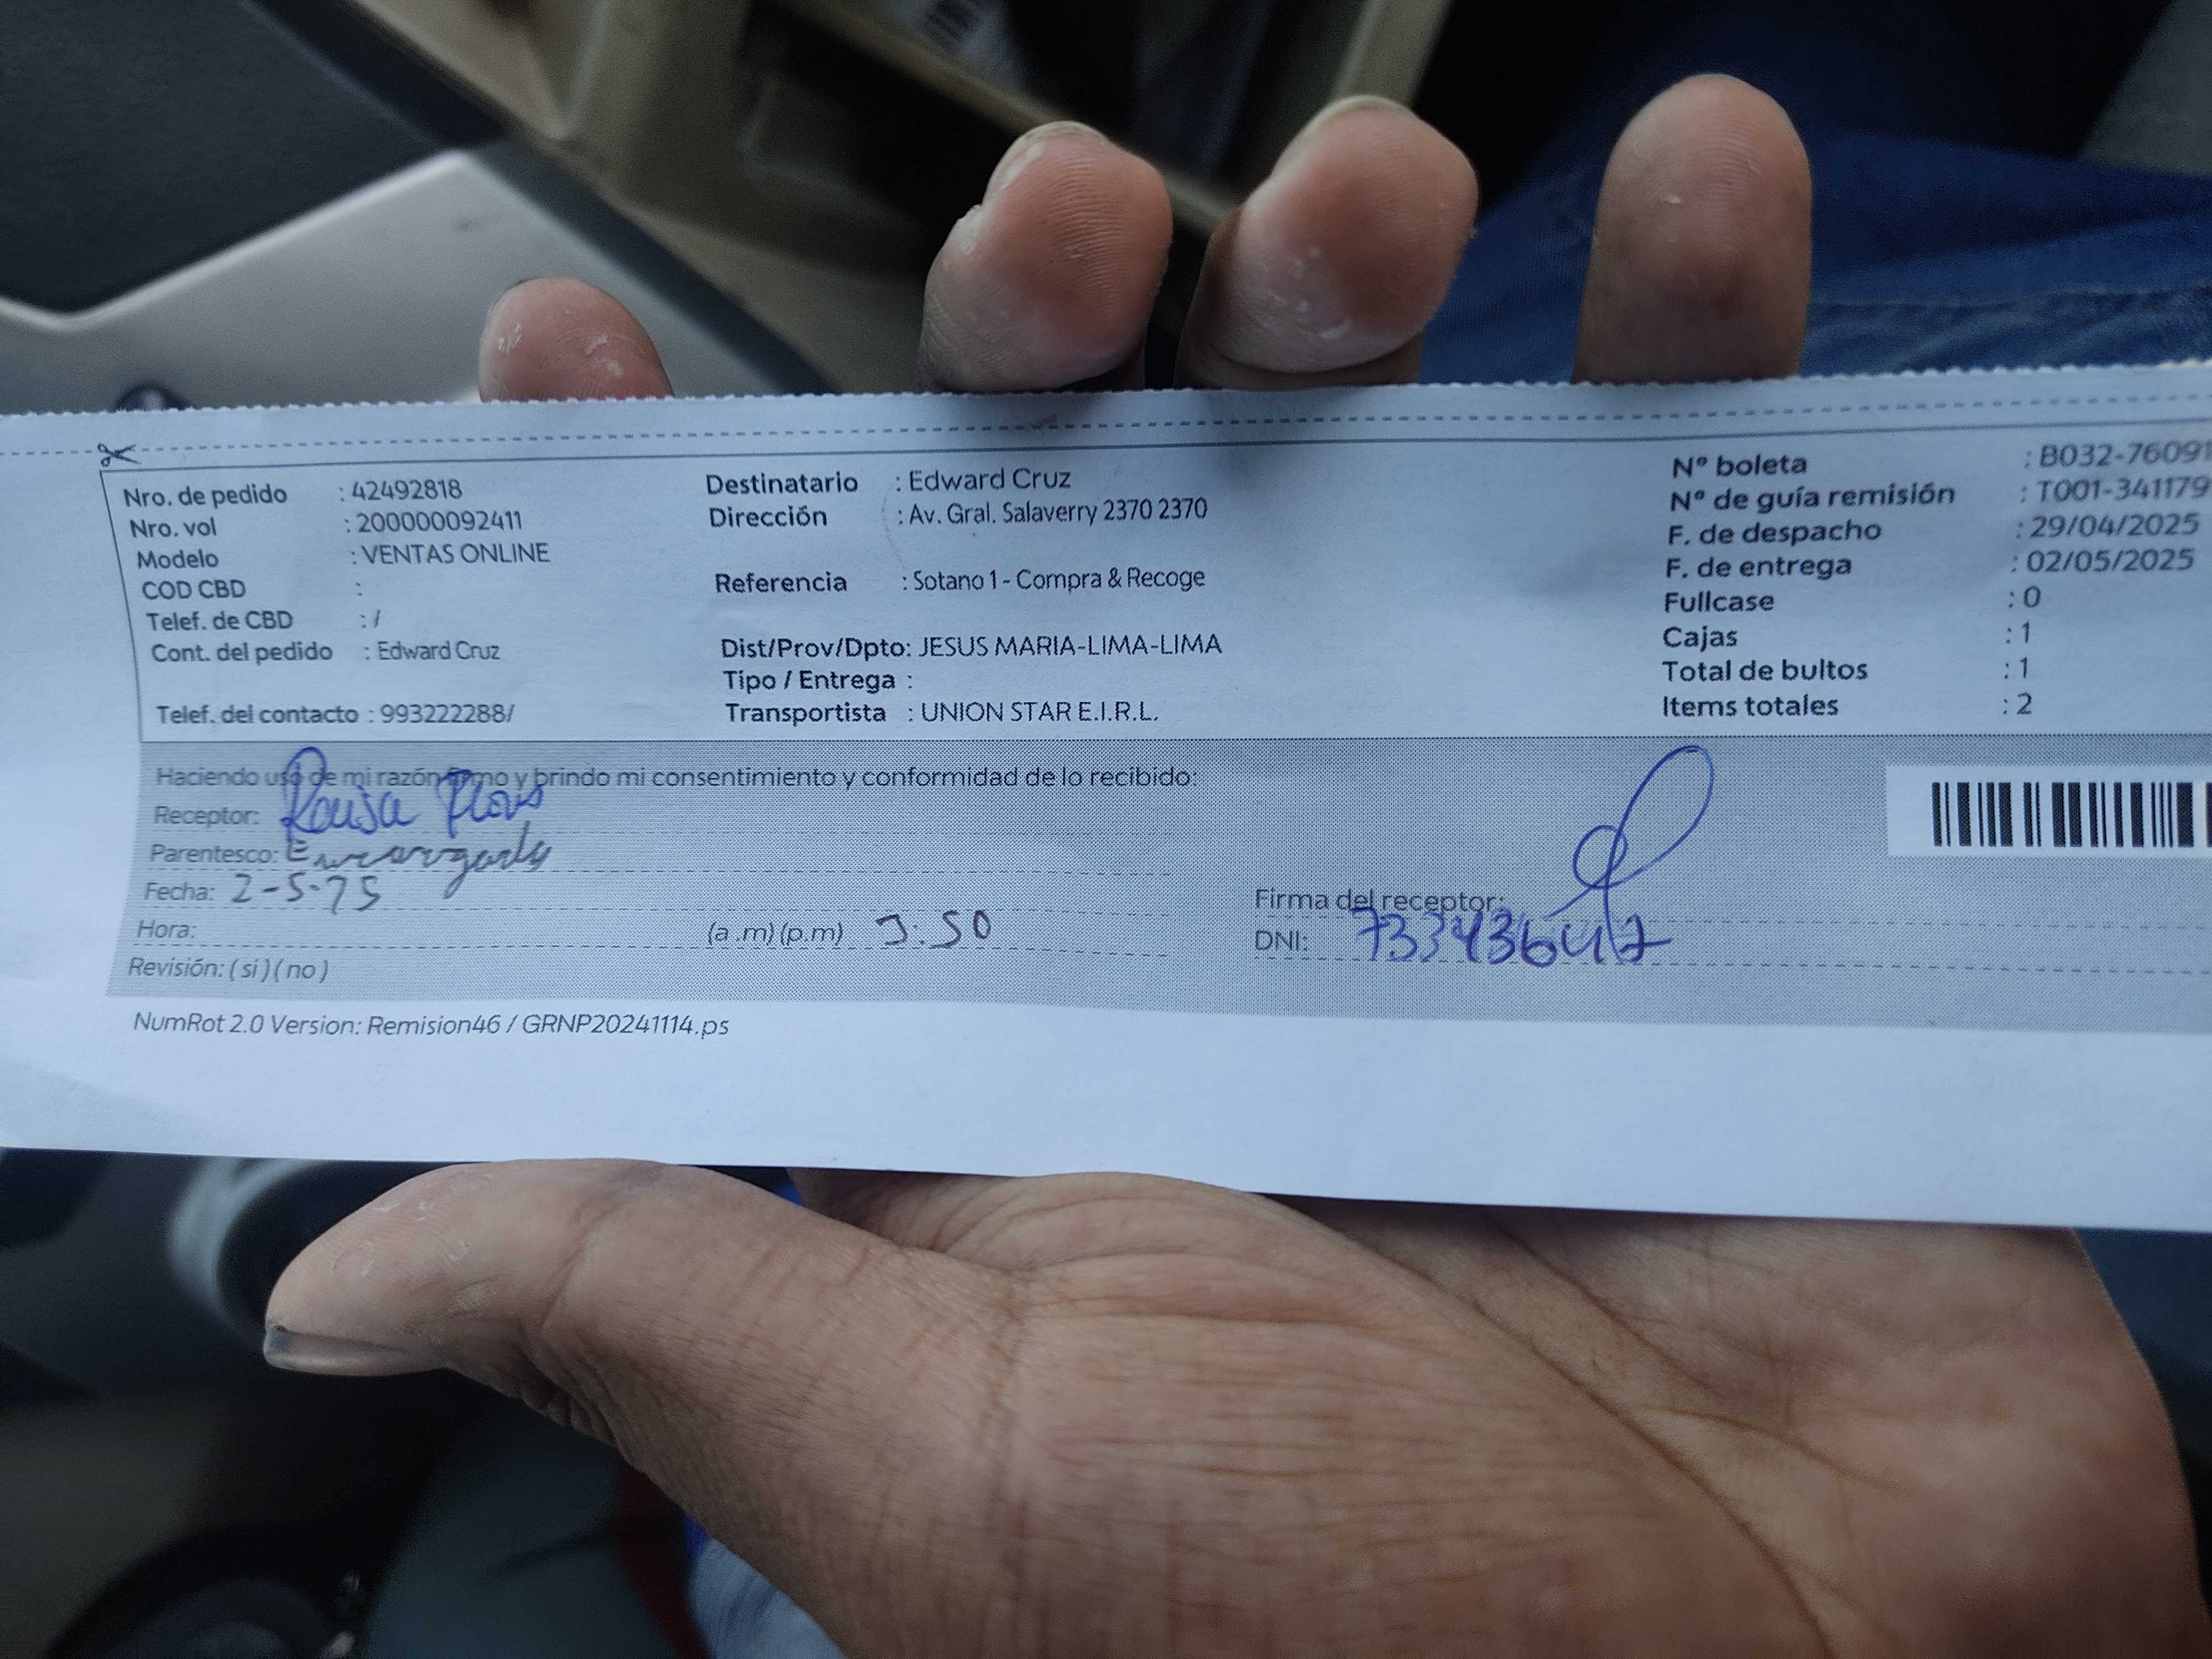 Nro. de pedido : 42492818
Nro. vol : 200000092411
Modelo : VENTAS ONLINE
COD CBD :
Telef. de CBD : /
Cont. del pedido : Edward Cruz
Telef. del contacto : 993222288/
Destinatario : Edward Cruz
Dirección : Av. Gral. Salaverry 2370 2370
Referencia : Sotano 1 - Compra & Recoge
Dist/Prov/Dpto: JESUS MARIA-LIMA-LIMA
Tipo / Entrega :
Transportista : UNION STAR E.I.R.L.
N° boleta : B032-76091
N° de guía remisión : T001-341179
F. de despacho : 29/04/2025
F. de entrega : 02/05/2025
Fullcase : 0
Cajas : 1
Total de bultos : 1
Items totales : 2
Haciendo uso de mi razón firmo y brindo mi consentimiento y conformidad de lo recibido:
Receptor:
Parentesco: Encargado
Fecha: 2-5-25
Hora: (a .m) (p.m) 3:50
Revisión: ( si ) ( no )
Firma del receptor:
DNI:
NumRot 2.0 Version: Remision46 / GRNP20241114.ps